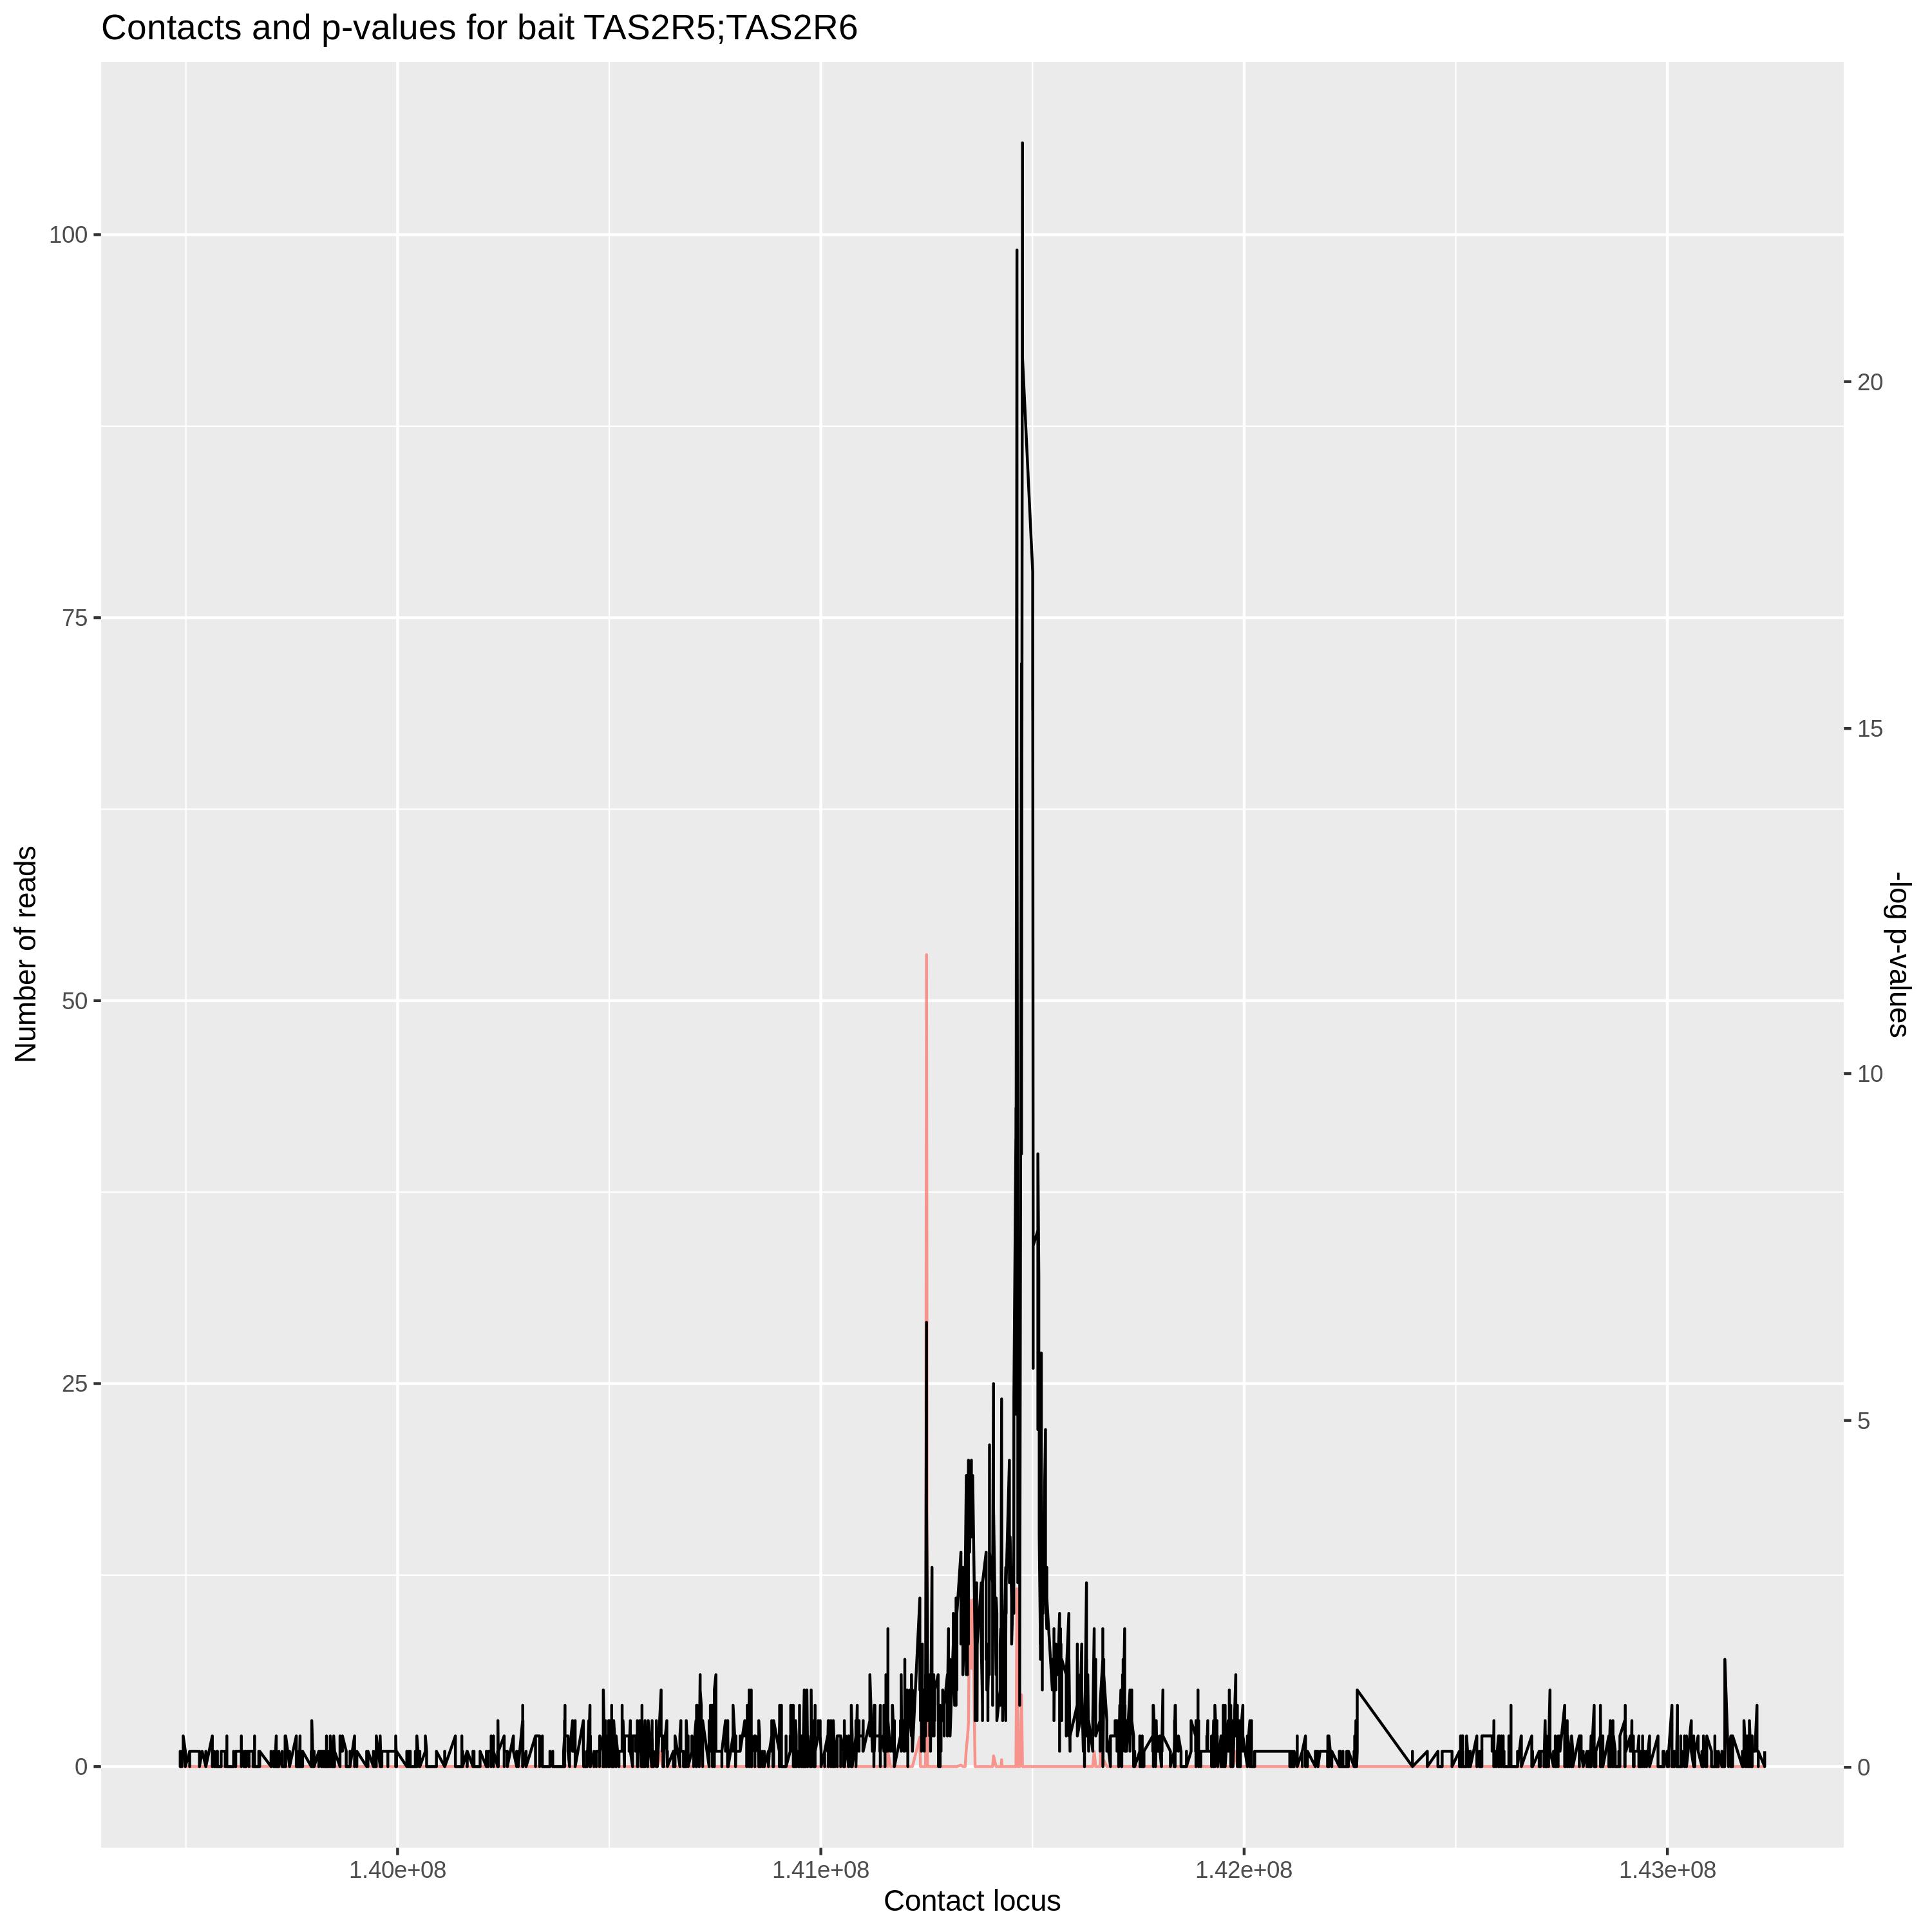 Contacts and p-values for bait TAS2R5;TAS2R6
Number of reads
100
75
50
25
0
20
15
10
5
0
-log p-values
1.40e+08
1.41e+08
1.42e+08
1.43e+08
Contact locus